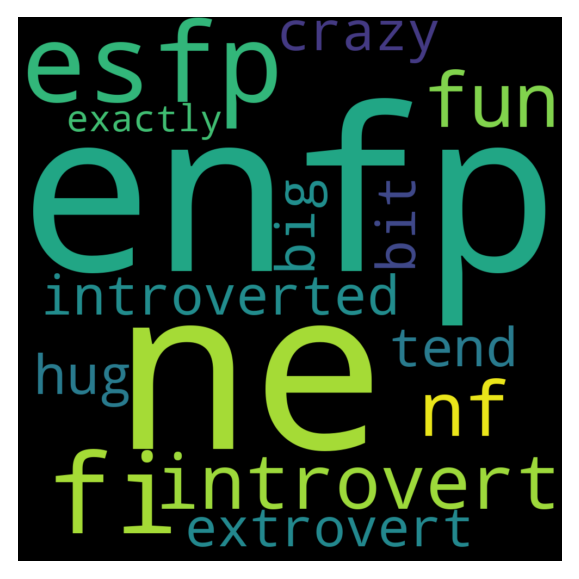 crazy
esfp
fun
exactly
enfp
big
bit
introverted
ne
tend
hug
nf
fi
introvert
extrovert